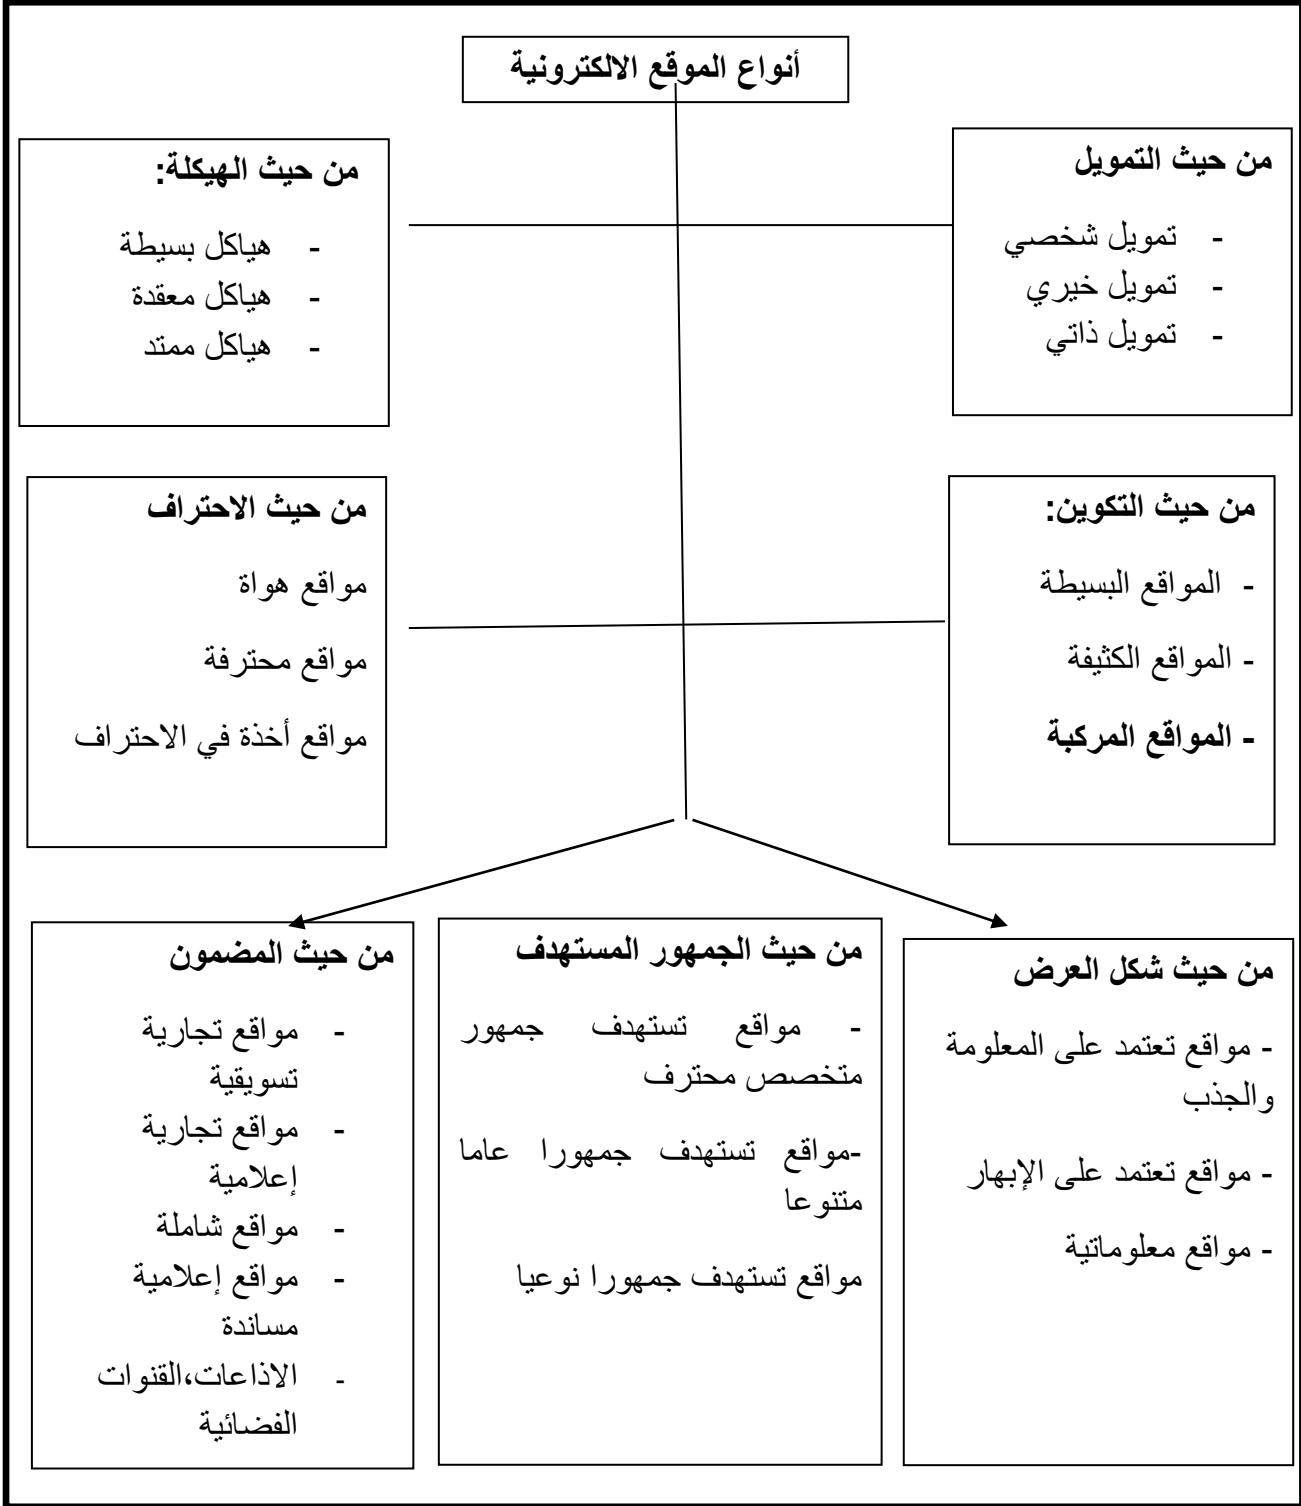 أنواع الموقع الالكترونية
من حيث التمويل
- تمويل شخصي
- تمويل خيري
- تمويل ذاتي
من حيث الهيكلة:
- هياكل بسيطة
- هياكل معقدة
- هياكل ممتد
من حيث التكوين:
- المواقع البسيطة
- المواقع الكثيفة
- المواقع المركبة
من حيث الاحتراف
مواقع هواة
مواقع محترفة
مواقع أخذة في الاحتراف
من حيث شكل العرض
- مواقع تعتمد على المعلومة
والجذب
- مواقع تعتمد على الإبهار
- مواقع معلوماتية
من حيث الجمهور المستهدف
- مواقع تستهدف جمهور
متخصص محترف
-مواقع تستهدف جمهورا عاما
متنوعا
مواقع تستهدف جمهورا نوعيا
من حيث المضمون
- مواقع تجارية
تسويقية
- مواقع تجارية
إعلامية
- مواقع شاملة
- مواقع إعلامية
مساندة
- الاذاعات،القنوات
الفضائية